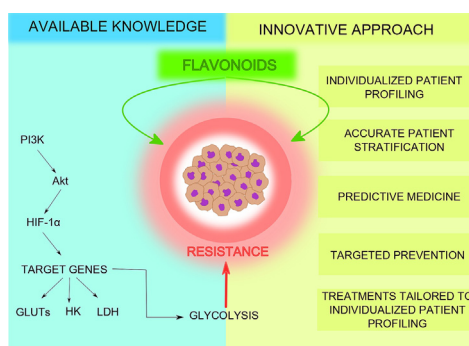 AVAILABLE KNOWLEDGE
INNOVATIVE APPROACH
FLAVONOIDS
PI3K
Akt
HIF-1α
TARGET GENES
GLUTs HK LDH
GLYCOLYSIS
RESISTANCE
INDIVIDUALIZED PATIENT
PROFILING
ACCURATE PATIENT
STRATIFICATION
PREDICTIVE MEDICINE
TARGETED PREVENTION
TREATMENTS TAILORED TO
INDIVIDUALIZED PATIENT
PROFILING